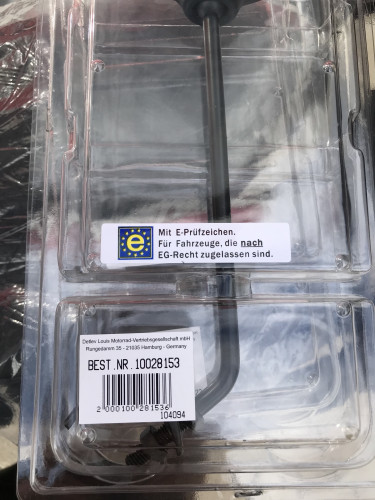 e
Mit E-Prüfzeichen.
Für Fahrzeuge, die nach
EG-Recht zugelassen sind.
Detlev Louis Motorrad-Vertriebsgesellschaft mbH
Rungedamm 35 - 21035 Hamburg - Germany
BEST.NR.10028153
2 000100 281536
104094